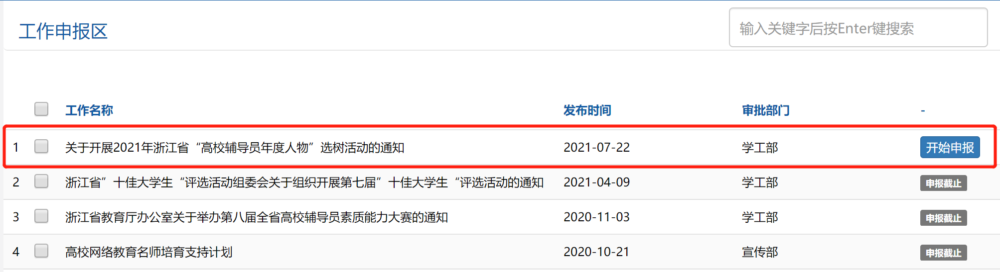 工作申报区
输入关键字后按Enter键搜索
工作名称 发布时间 审批部门 -
1 关于开展2021年浙江省“高校辅导员年度人物”选树活动的通知 2021-07-22 学工部 开始申报
2 浙江省”十佳大学生“评选活动组委会关于组织开展第七届”十佳大学生“评选活动的通知 2021-04-09 学工部 申报截止
3 浙江省教育厅办公室关于举办第八届全省高校辅导员素质能力大赛的通知 2020-11-03 学工部 申报截止
4 高校网络教育名师培育支持计划 2020-10-21 宣传部 申报截止